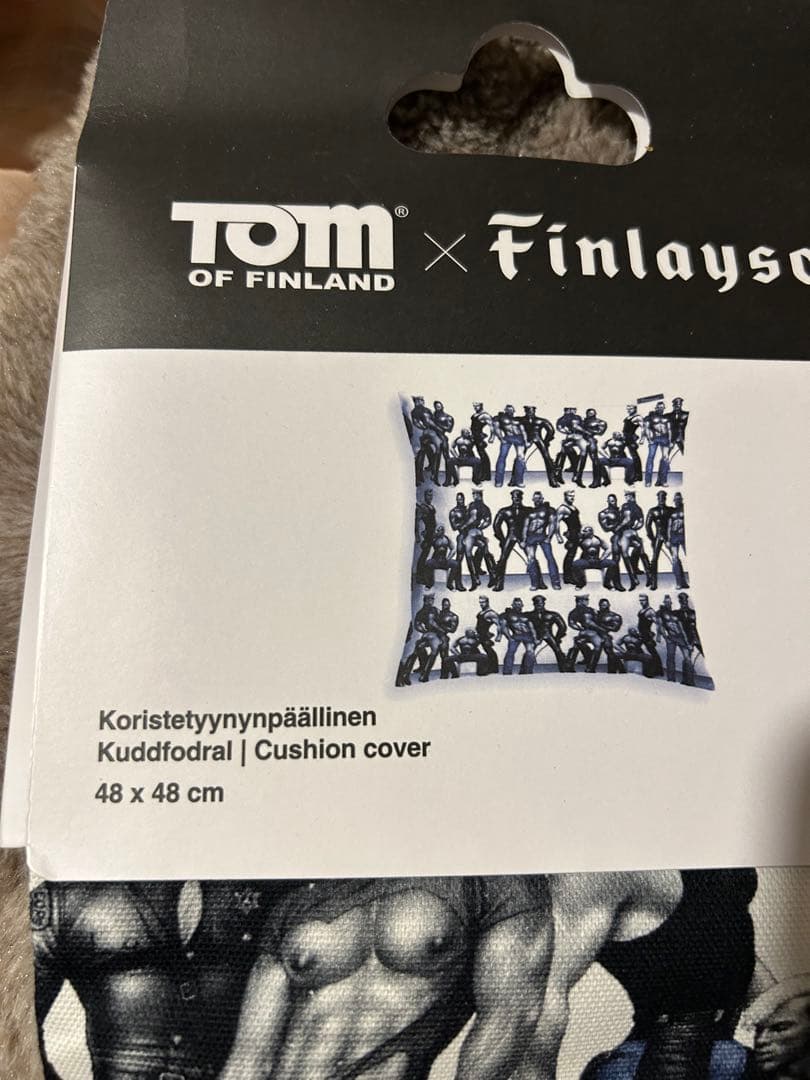 TOM® × Finlayso
OF FINLAND
Koristetyynynpäällinen
Kuddfodral | Cushion cover
48 x 48 cm